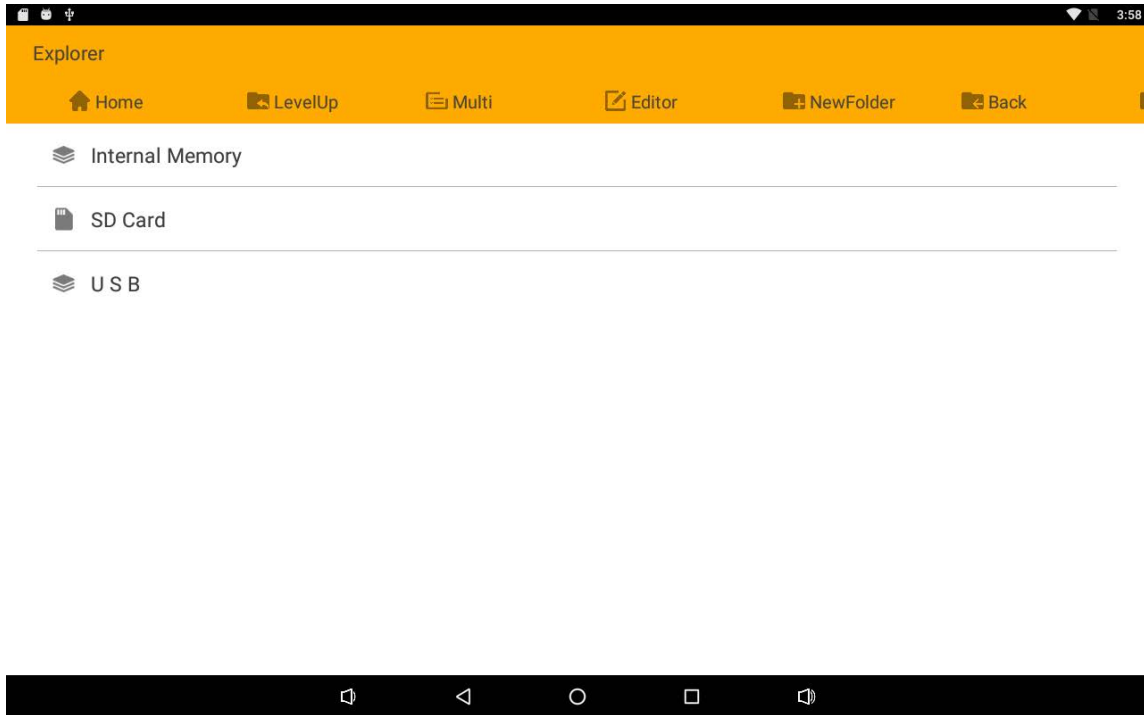 3:58
Explorer
Home LevelUp Multi Editor NewFolder Back
Internal Memory
SD Card
U S B